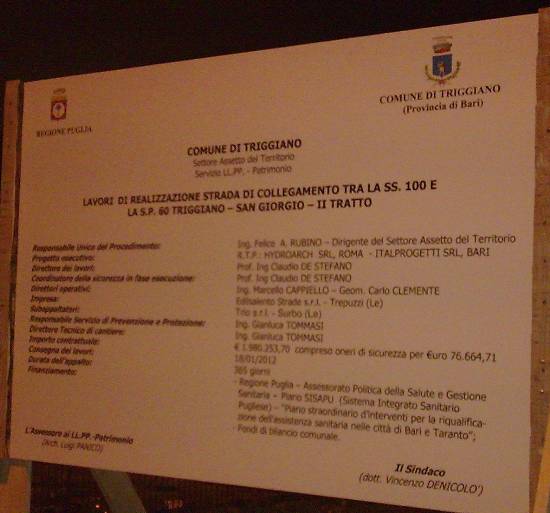 REGIONE PUGLIA
COMUNE DI TRIGGIANO
(Provincia di Bari)
COMUNE DI TRIGGIANO
Settore Assetto del Territorio
Servizio LL.PP. - Patrimonio
LAVORI DI REALIZZAZIONE STRADA DI COLLEGAMENTO TRA LA SS. 100 E
LA S.P. 60 TRIGGIANO – SAN GIORGIO – II TRATTO
Responsabile Unico del Procedimento: Ing. Felice A. RUBINO – Dirigente del Settore Assetto del Territorio
Progetto esecutivo: R.T.P.: HYDROARCH SRL, ROMA - ITALPROGETTI SRL, BARI
Direttore dei lavori: Prof. Ing Claudio DE STEFANO
Coordinatore della sicurezza in fase esecuzione: Prof. Ing Claudio DE STEFANO
Direttori operativi: Ing. Marcello CAPPIELLO – Geom. Carlo CLEMENTE
Impresa: Edilsalento Strade s.r.l. - Trepuzzi (Le)
Subappaltatori: Trio s.r.l. - Surbo (Le)
Responsabile Servizio di Prevenzione e Protezione: Ing. Gianluca TOMMASI
Direttore Tecnico di cantiere: Ing. Gianluca TOMMASI
Importo contrattuale: € 1.980.253,70 compreso oneri di sicurezza per €uro 76.664,71
Consegna dei lavori: 18/01/2012
Durata dell'appalto: 365 giorni
Finanziamento: - Regione Puglia – Assessorato Politica della Salute e Gestione
Sanitaria – Piano SISAPU (Sistema Integrato Sanitario
Pugliese) – "Piano straordinario d'interventi per la riqualifica-
zione dell'assistenza sanitaria nelle città di Bari e Taranto";
- Fondi di bilancio comunale.
L'Assessore ai LL.PP.-Patrimonio
(Arch. Luigi PANICO)
Il Sindaco
(dott. Vincenzo DENICOLO')